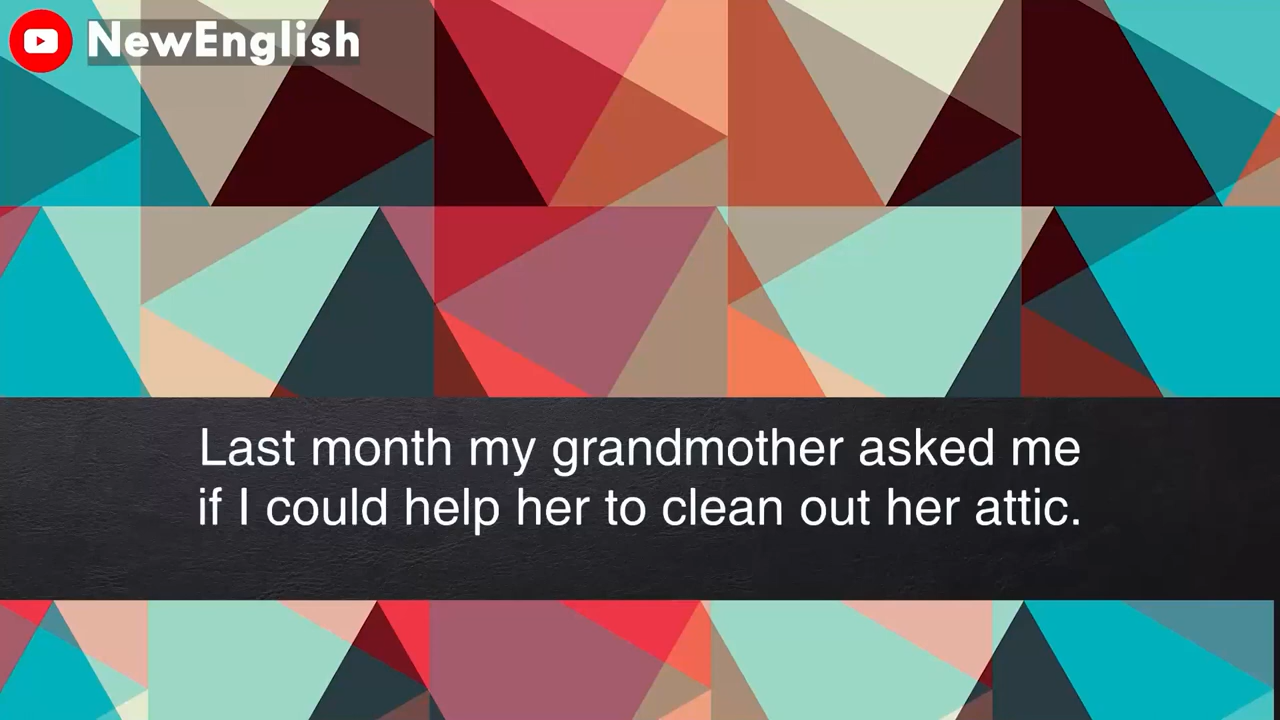 NewEnglish
Last month my grandmother asked me
if I could help her to clean out her attic.